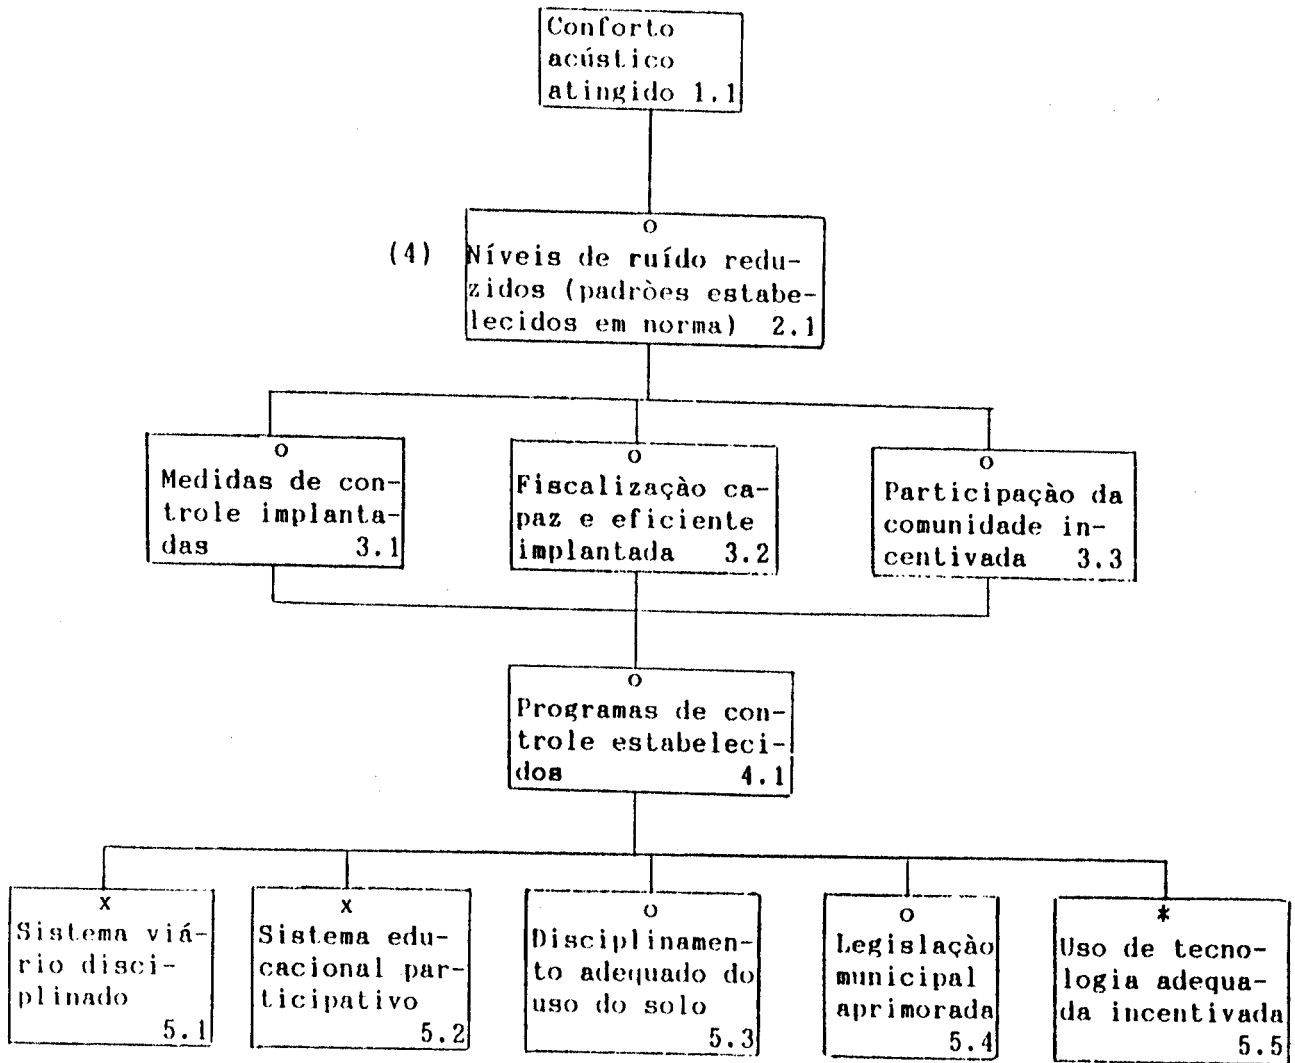 Conforto
acústico
atingido 1.1
o
(4) Níveis de ruído redu-
zidos (padròes estabe-
lecidos em norma) 2.1
o
Medidas de con-
trole implanta-
das 3.1
o
Fiscalizaçào ca-
paz e eficiente
implantada 3.2
o
Participaçào da
comunidade in-
centivada 3.3
o
Programas de con-
trole estabeleci-
dos 4.1
x
Sistema viá-
rio disci-
plinado
5.1
x
Sistema edu-
cacional par-
ticipativo
5.2
o
Disciplinamen-
to adequado do
uso do solo
5.3
o
Legislaçào
municipal
aprimorada
5.4
*
Uso de tecno-
logia adequa-
da incentivada
5.5